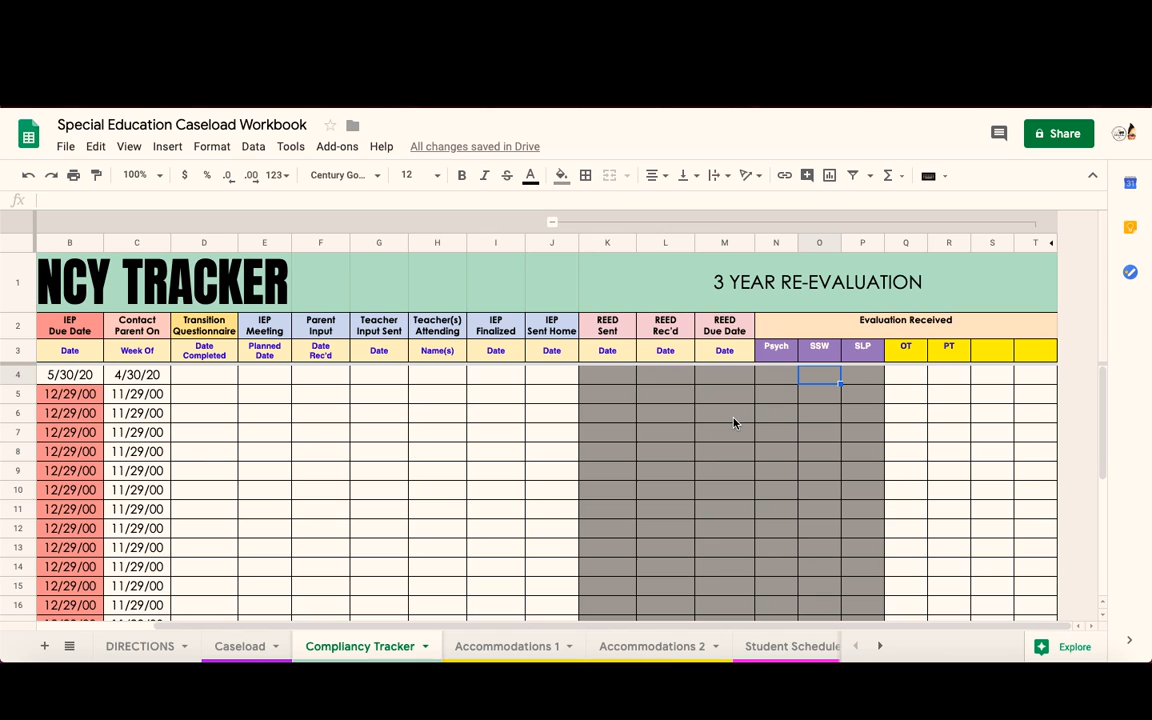 Special Education Caseload Workbook
File Edit View Insert Format Data Tools Add-ons Help All changes saved in Drive
Share
100% $ % .0 .00 123 Century Go... 12 B I S A Σ
fx
B C D E F G H I J K L M N O P Q R S T
1 NCY TRACKER 3 YEAR RE-EVALUATION
2 IEP Due Date Contact Parent On Transition Questionnaire IEP Meeting Parent Input Teacher Input Sent Teacher(s) Attending IEP Finalized IEP Sent Home REED Sent REED Rec'd REED Due Date Evaluation Received
3 Date Week Of Date Completed Planned Date Date Rec'd Date Name(s) Date Date Date Date Date Psych SSW SLP OT PT
4 5/30/20 4/30/20
5 12/29/00 11/29/00
6 12/29/00 11/29/00
7 12/29/00 11/29/00
8 12/29/00 11/29/00
9 12/29/00 11/29/00
10 12/29/00 11/29/00
11 12/29/00 11/29/00
12 12/29/00 11/29/00
13 12/29/00 11/29/00
14 12/29/00 11/29/00
15 12/29/00 11/29/00
16 12/29/00 11/29/00
DIRECTIONS Caseload Compliancy Tracker Accommodations 1 Accommodations 2 Student Schedule Explore